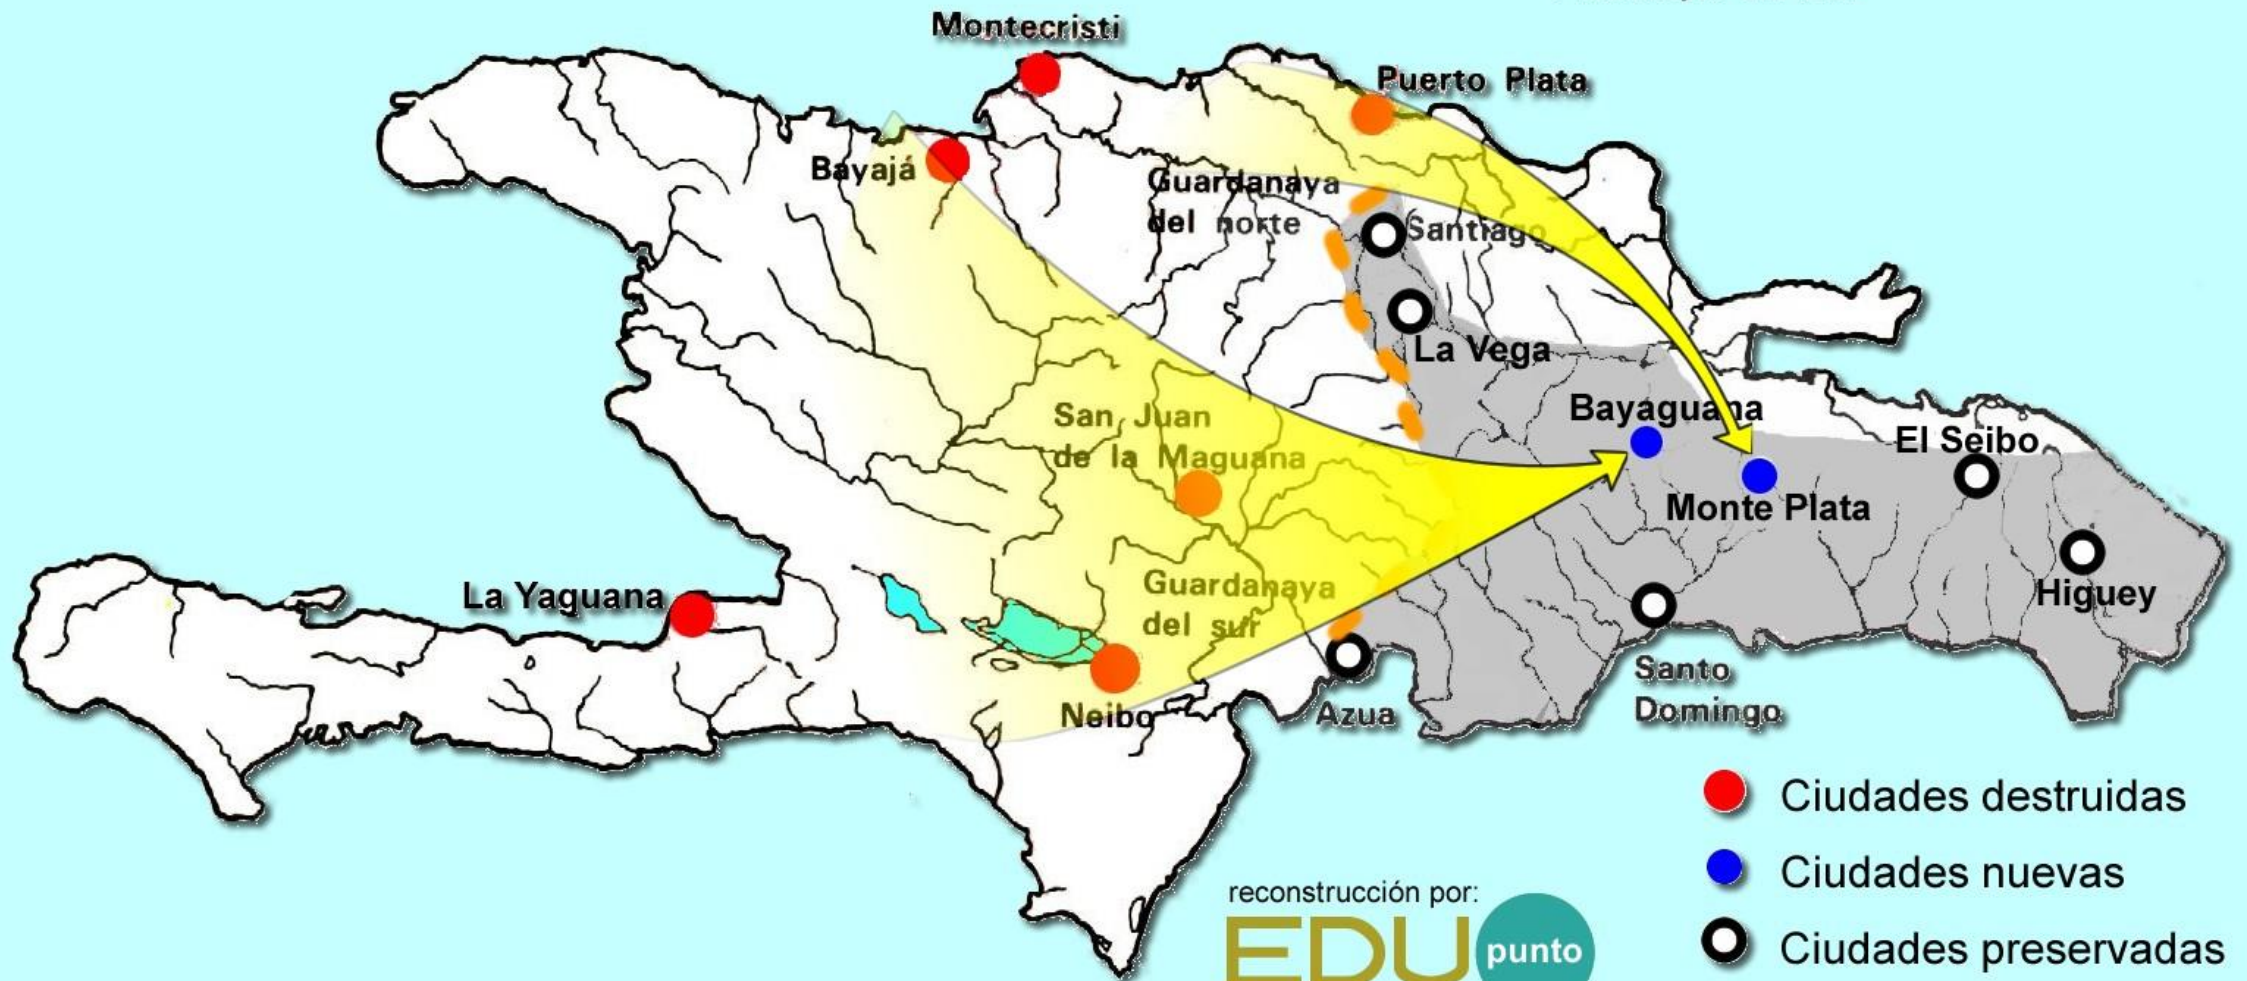 Montecristi
Puerto Plata
Bayajá
Guardanaya
del norte
Santiago
La Vega
San Juan
de la Maguana
Bayaguana
El Seibo
Monte Plata
La Yaguana
Guardanaya
del sur
Higuey
Neibo
Azua
Santo
Domingo
Ciudades destruidas
Ciudades nuevas
Ciudades preservadas
reconstrucción por:
EDU punto